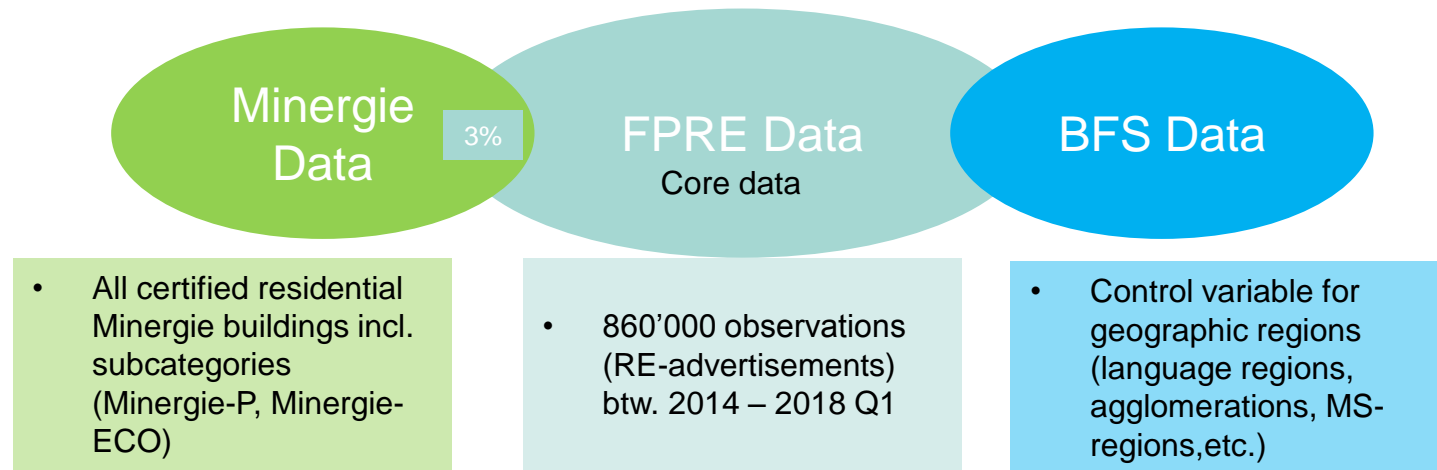 Minergie
Data
3%
FPRE Data
Core data
BFS Data
• All certified residential
Minergie buildings incl.
subcategories
(Minergie-P, Minergie-
ECO)
• 860’000 observations
(RE-advertisements)
btw. 2014 – 2018 Q1
• Control variable for
geographic regions
(language regions,
agglomerations, MS-
regions,etc.)